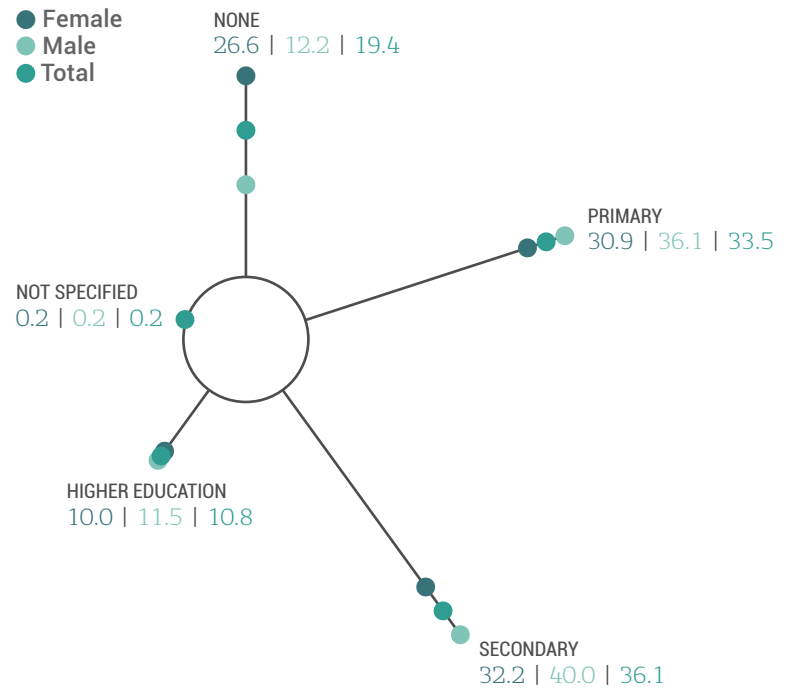 Female
Male
Total
NONE
26.6 | 12.2 | 19.4
PRIMARY
30.9 | 36.1 | 33.5
NOT SPECIFIED
0.2 | 0.2 | 0.2
HIGHER EDUCATION
10.0 | 11.5 | 10.8
SECONDARY
32.2 | 40.0 | 36.1